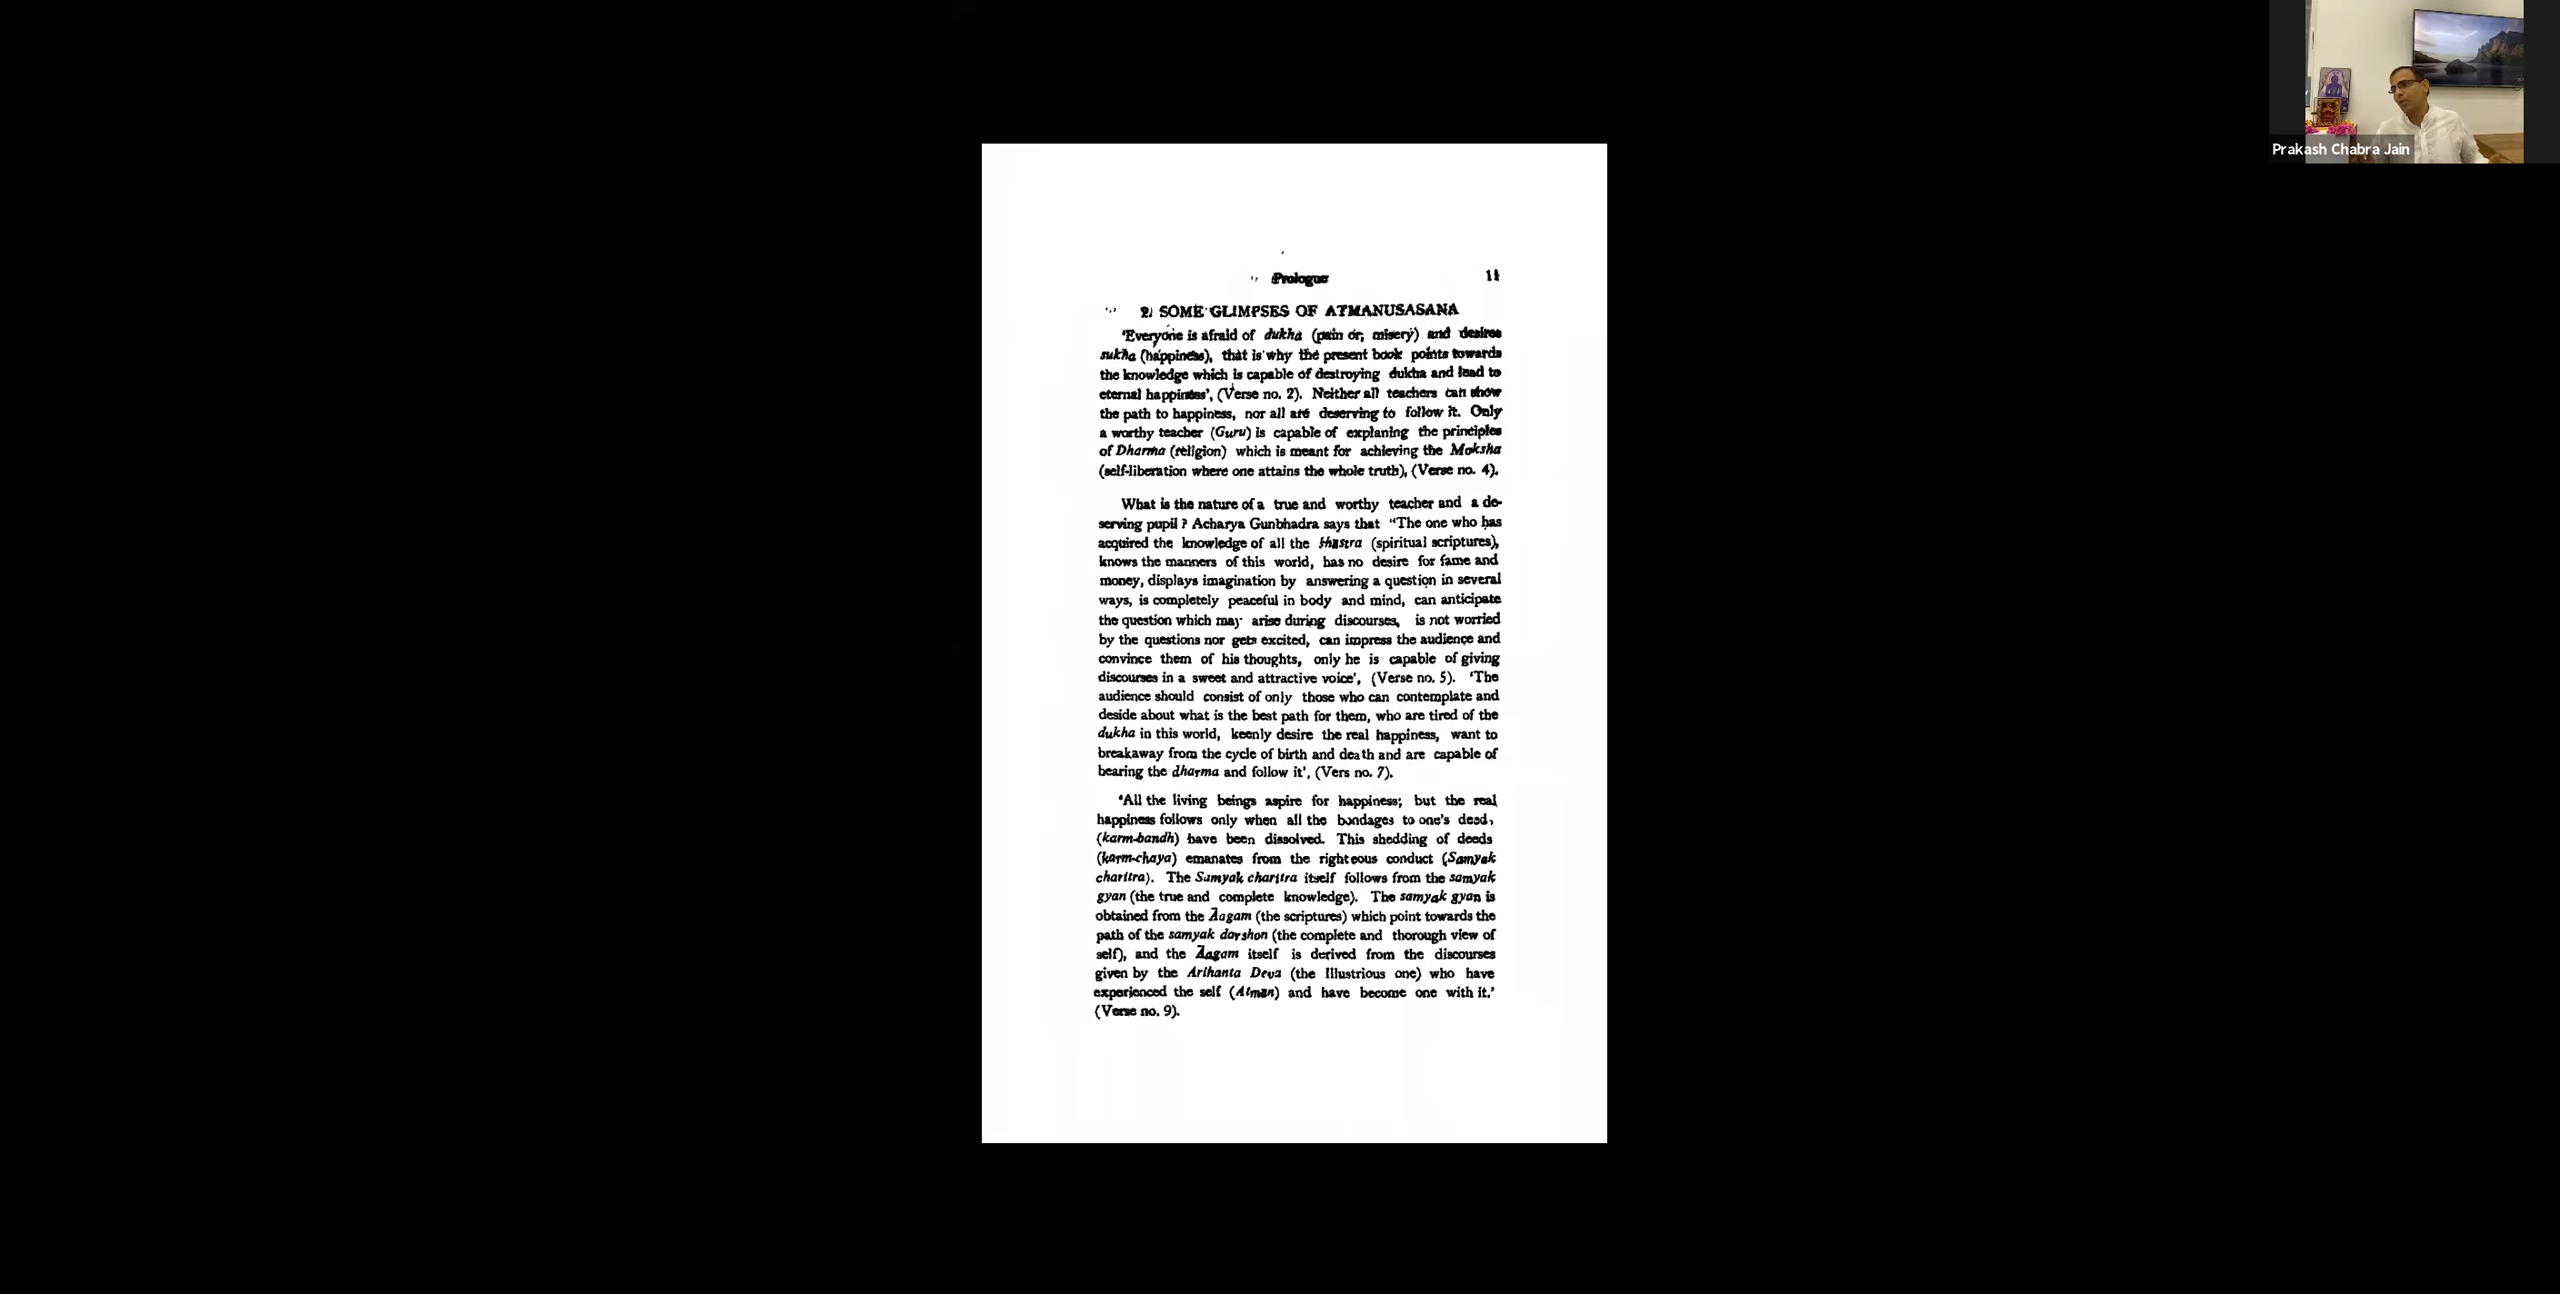 Prakash Chabra Jain
Prologue 11
2. SOME GLIMPSES OF ATMANUSASANA
'Everyone is afraid of dukha (pain or, misery) and desires
sukha (happiness), that is why the present book points towards
the knowledge which is capable of destroying dukha and lead to
eternal happiness', (Verse no. 2). Neither all teachers can show
the path to happiness, nor all are deserving to follow it. Only
a worthy teacher (Guru) is capable of explaning the principles
of Dharma (religion) which is meant for achieving the Moksha
(self-liberation where one attains the whole truth), (Verse no. 4).
What is the nature of a true and worthy teacher and a de-
serving pupil ? Acharya Gunbhadra says that "The one who has
acquired the knowledge of all the shastra (spiritual scriptures),
knows the manners of this world, has no desire for fame and
money, displays imagination by answering a question in several
ways, is completely peaceful in body and mind, can anticipate
the question which may arise during discourses, is not worried
by the questions nor gets excited, can impress the audience and
convince them of his thoughts, only he is capable of giving
discourses in a sweet and attractive voice', (Verse no. 5). 'The
audience should consist of only those who can contemplate and
deside about what is the best path for them, who are tired of the
dukha in this world, keenly desire the real happiness, want to
breakaway from the cycle of birth and death and are capable of
bearing the dharma and follow it', (Vers no. 7).
'All the living beings aspire for happiness; but the real
happiness follows only when all the bondages to one's dead,
(karm-bandh) have been dissolved. This shedding of deeds
(karm-chaya) emanates from the righteous conduct (Samyak
charitra). The Samyak charitra itself follows from the samyak
gyan (the true and complete knowledge). The samyak gyan is
obtained from the Āagam (the scriptures) which point towards the
path of the samyak darshon (the complete and thorough view of
self), and the Āagam itself is derived from the discourses
given by the Arihanta Deva (the Illustrious one) who have
experienced the self (Atman) and have become one with it.'
(Verse no. 9).